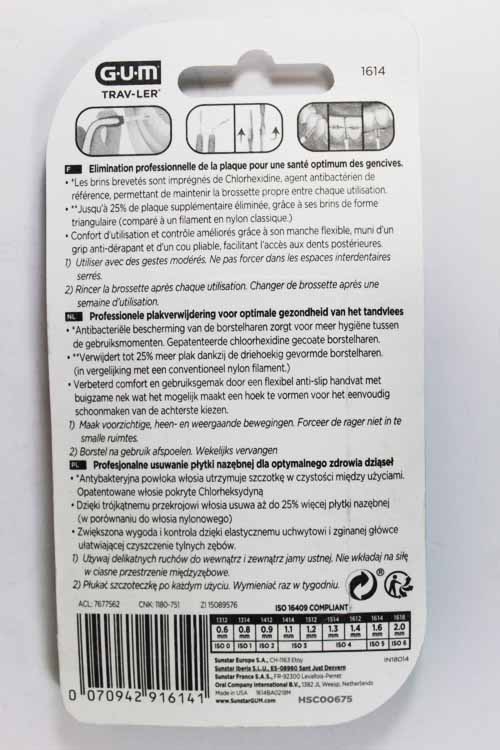 G·U·M
TRAV-LER®
1614
F Elimination professionnelle de la plaque pour une santé optimum des gencives.
• *Les brins brevetés sont imprégnés de Chlorhexidine, agent antibactérien de
référence, permettant de maintenir la brossette propre entre chaque utilisation.
• **Jusqu'à 25% de plaque supplémentaire éliminée, grâce à ses brins de forme
triangulaire (comparé à un filament en nylon classique.)
• Confort d'utilisation et contrôle améliorés grâce à son manche flexible, muni d'un
grip anti-dérapant et d'un cou pliable, facilitant l'accès aux dents postérieures.
1) Utiliser avec des gestes modérés. Ne pas forcer dans les espaces interdentaires
serrés.
2) Rincer la brossette après chaque utilisation. Changer de brossette après une
semaine d'utilisation.
NL Professionele plakverwijdering voor optimale gezondheid van het tandvlees
• *Antibacteriële bescherming van de borstelharen zorgt voor meer hygiëne tussen
de gebruiksmomenten. Gepatenteerde chloorhexidine gecoate borstelharen.
• **Verwijdert tot 25% meer plak dankzij de driehoekig gevormde borstelharen.
(in vergelijking met een conventioneel nylon filament.)
• Verbeterd comfort en gebruiksgemak door een flexibel anti-slip handvat met
buigzame nek wat het mogelijk maakt een hoek te vormen voor het eenvoudig
schoonmaken van de achterste kiezen.
1) Maak voorzichtige, heen- en weergaande bewegingen. Forceer de rager niet in te
smalle ruimtes.
2) Borstel na gebruik afspoelen. Wekelijks vervangen
PL Profesjonalne usuwanie płytki nazębnej dla optymalnego zdrowia dziąseł
• *Antybakteryjna powłoka włosia utrzymuje szczotkę w czystości między użyciami.
Opatentowane włosie pokryte Chlorheksydyną
• Dzięki trójkątnemu przekrojowi włosia usuwa aż do 25% więcej płytki nazębnej
(w porównaniu do włosia nylonowego)
• Zwiększona wygoda i kontrola dzięki elastycznemu uchwytowi i zginanej główce
ułatwiającej czyszczenie tylnych zębów.
1) Używaj delikatnych ruchów do wewnątrz i zewnątrz jamy ustnej. Nie wkładaj na siłę
w ciasne przestrzenie międzyzębowe.
2) Płukać szczoteczkę po każdym użyciu. Wymieniać raz w tygodniu.
ACL: 7677562 CNK: 1180-751 ZI 15089576
ISO 16409 COMPLIANT
1312 1314 1412 1414 1512 1514 1612 1614 1618
0.6 mm 0.8 mm 0.9 mm 1.1 mm 1.2 mm 1.3 mm 1.4 mm 1.6 mm 2.0 mm
ISO 0 ISO 1 ISO 2 ISO 3 ISO 4 ISO 5 ISO 6
Sunstar Europe S.A., CH-1163 Etoy
Sunstar Iberia S.L.U., ES-08960 Sant Just Desvern
Sunstar France S.A.S., FR-92300 Levallois-Perret
Oral Company International B.V., 1382 JL Weesp, Netherlands
Made in USA 1614BA0218M
www.SunstarGUM.com
IN18014
MSC00675
0 70942 91614 1